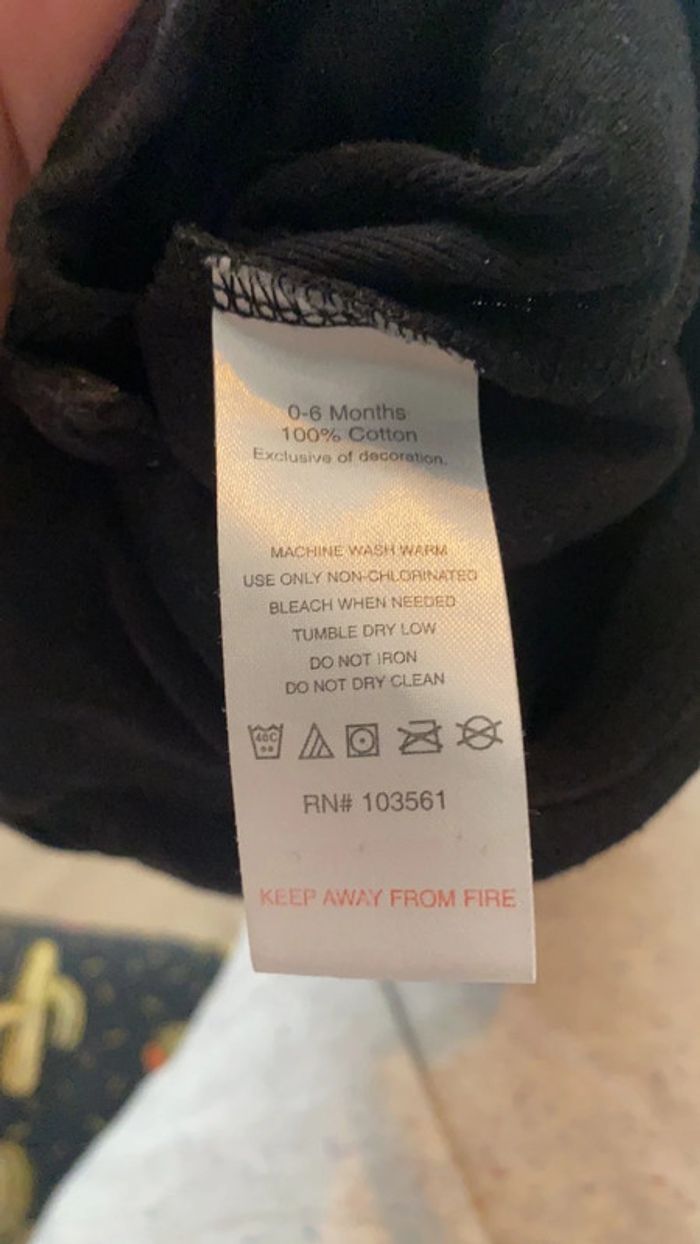 0-6 Months
100% Cotton
Exclusive of decoration.
MACHINE WASH WARM
USE ONLY NON-CHLORINATED
BLEACH WHEN NEEDED
TUMBLE DRY LOW
DO NOT IRON
DO NOT DRY CLEAN
40C
RN# 103561
KEEP AWAY FROM FIRE